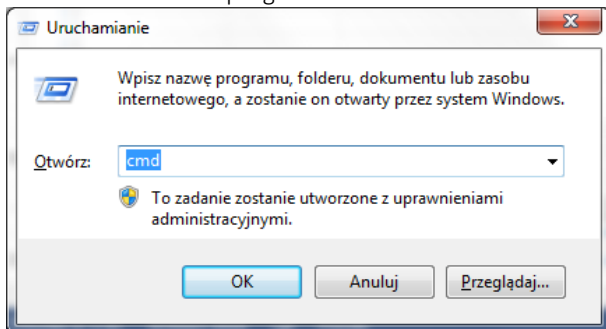 Uruchamianie
Wpisz nazwę programu, folderu, dokumentu lub zasobu
internetowego, a zostanie on otwarty przez system Windows.
Otwórz:
cmd
To zadanie zostanie utworzone z uprawnieniami
administracyjnymi.
OK
Anuluj
Przeglądaj...